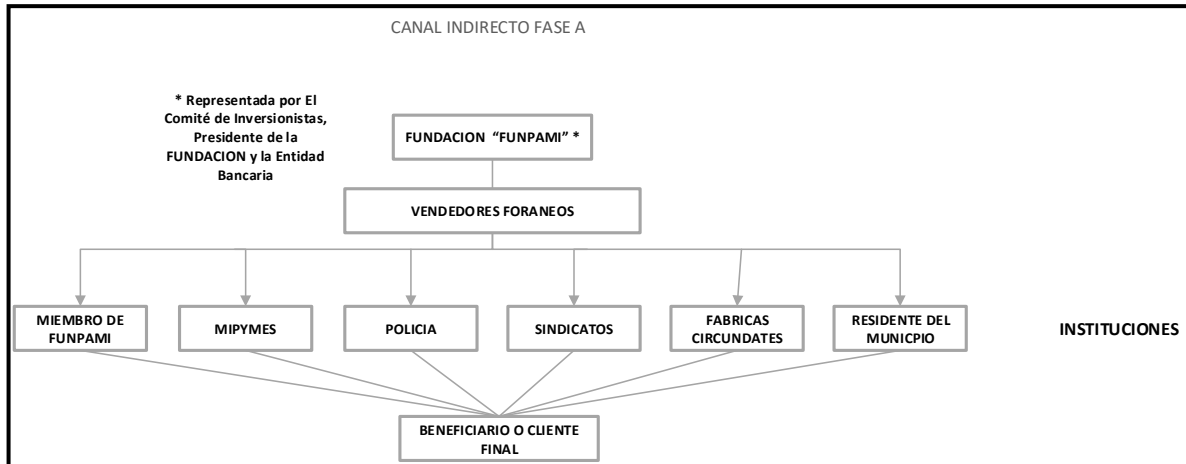 CANAL INDIRECTO FASE A
* Representada por El
Comité de Inversionistas,
Presidente de la
FUNDACION y la Entidad
Bancaria
FUNDACION “FUNPAMI” *
VENDEDORES FORANEOS
MIEMBRO DE
FUNPAMI
MIPYMES
POLICIA
SINDICATOS
FABRICAS
CIRCUNDATES
RESIDENTE DEL
MUNICPIO
INSTITUCIONES
BENEFICIARIO O CLIENTE
FINAL